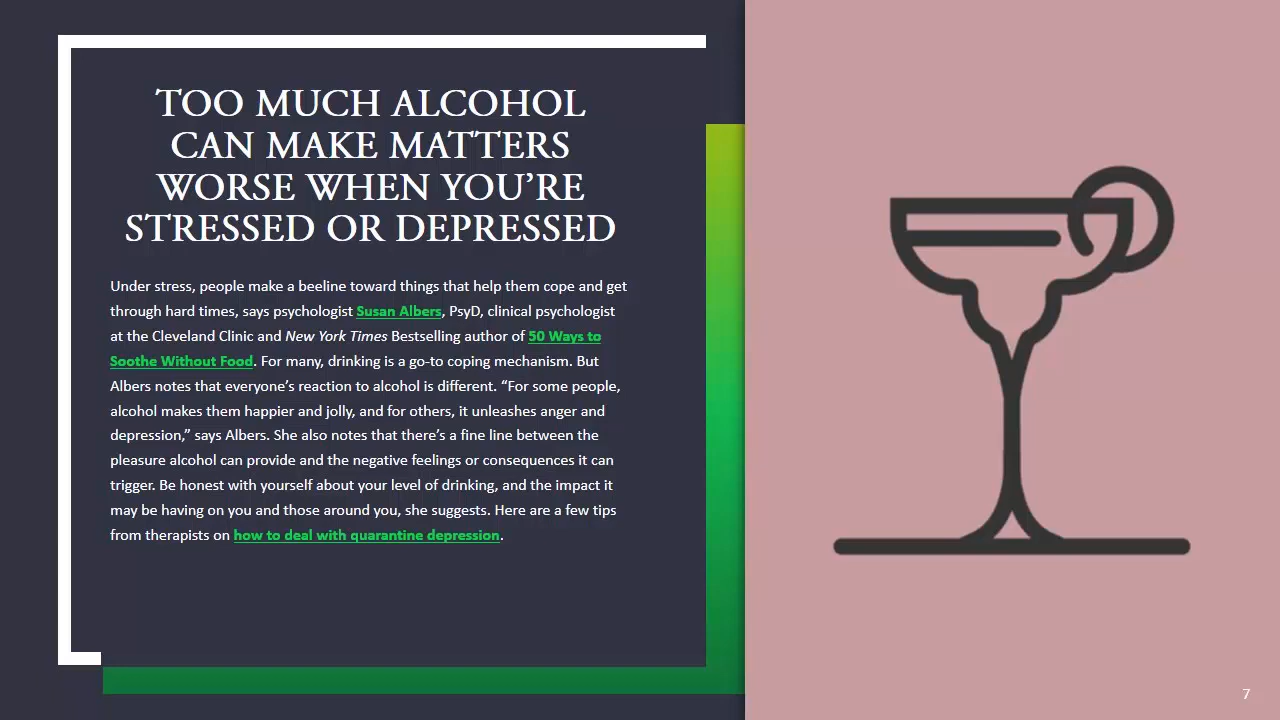 TOO MUCH ALCOHOL
CAN MAKE MATTERS
WORSE WHEN YOU’RE
STRESSED OR DEPRESSED
Under stress, people make a beeline toward things that help them cope and get
through hard times, says psychologist Susan Albers, PsyD, clinical psychologist
at the Cleveland Clinic and New York Times Bestselling author of 50 Ways to
Soothe Without Food. For many, drinking is a go-to coping mechanism. But
Albers notes that everyone’s reaction to alcohol is different. “For some people,
alcohol makes them happier and jolly, and for others, it unleashes anger and
depression,” says Albers. She also notes that there’s a fine line between the
pleasure alcohol can provide and the negative feelings or consequences it can
trigger. Be honest with yourself about your level of drinking, and the impact it
may be having on you and those around you, she suggests. Here are a few tips
from therapists on how to deal with quarantine depression.
7